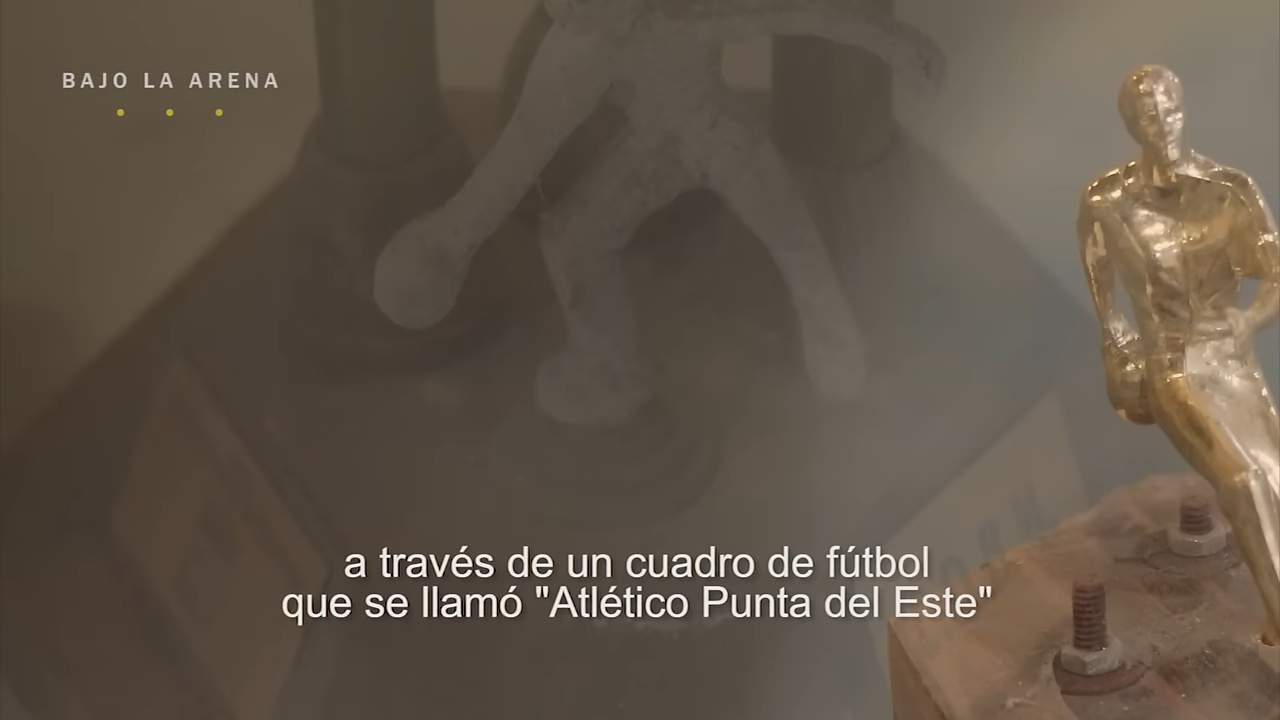 BAJO LA ARENA
a través de un cuadro de fútbol
que se llamó "Atlético Punta del Este"